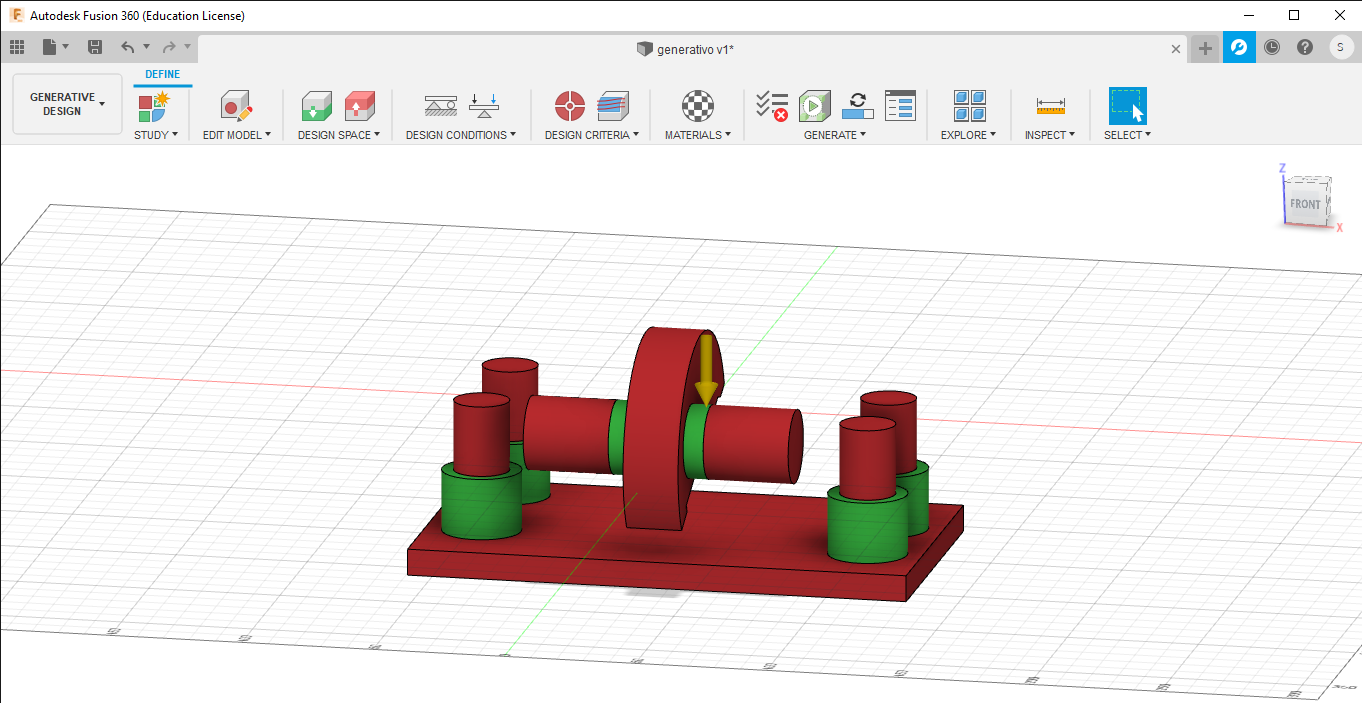 Autodesk Fusion 360 (Education License)
generativo v1*
S
DEFINE
GENERATIVE
DESIGN
STUDY
EDIT MODEL
DESIGN SPACE
DESIGN CONDITIONS
DESIGN CRITERIA
MATERIALS
GENERATE
EXPLORE
INSPECT
SELECT
Z
FRONT
X
0